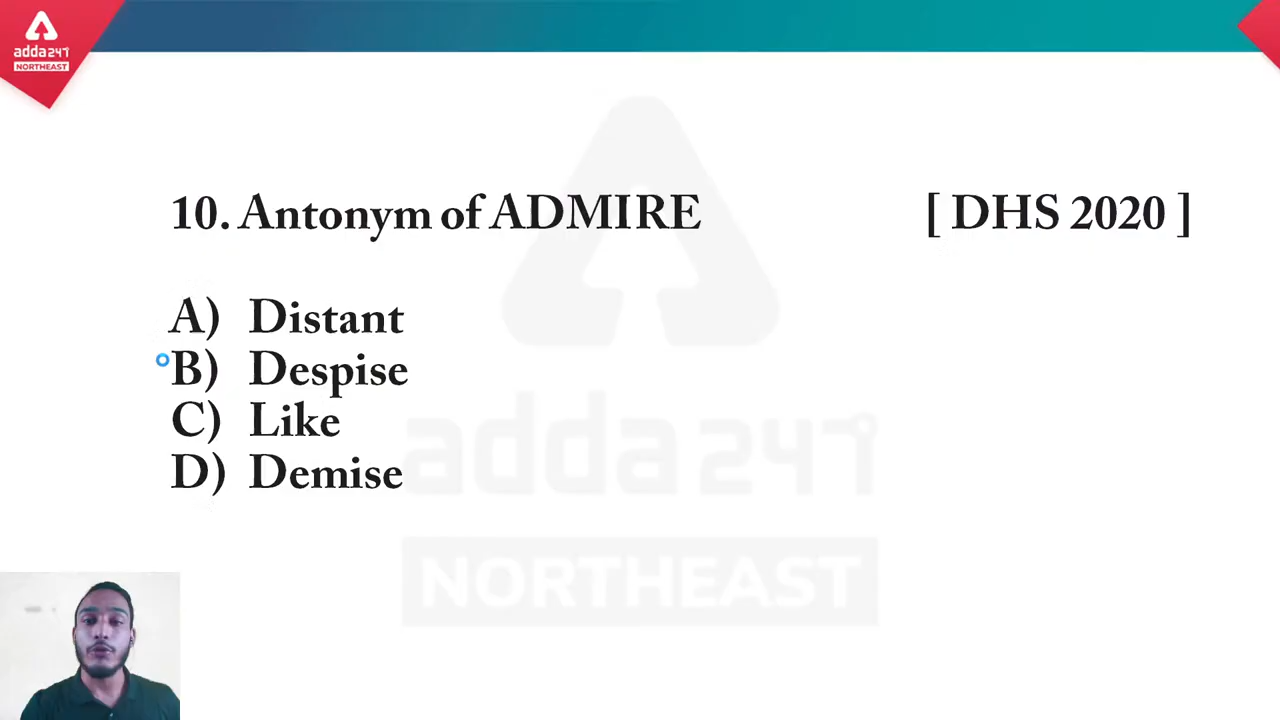 adda247
NORTHEAST
10. Antonym of ADMIRE [ DHS 2020 ]
A) Distant
B) Despise
C) Like
D) Demise
adda247
NORTHEAST